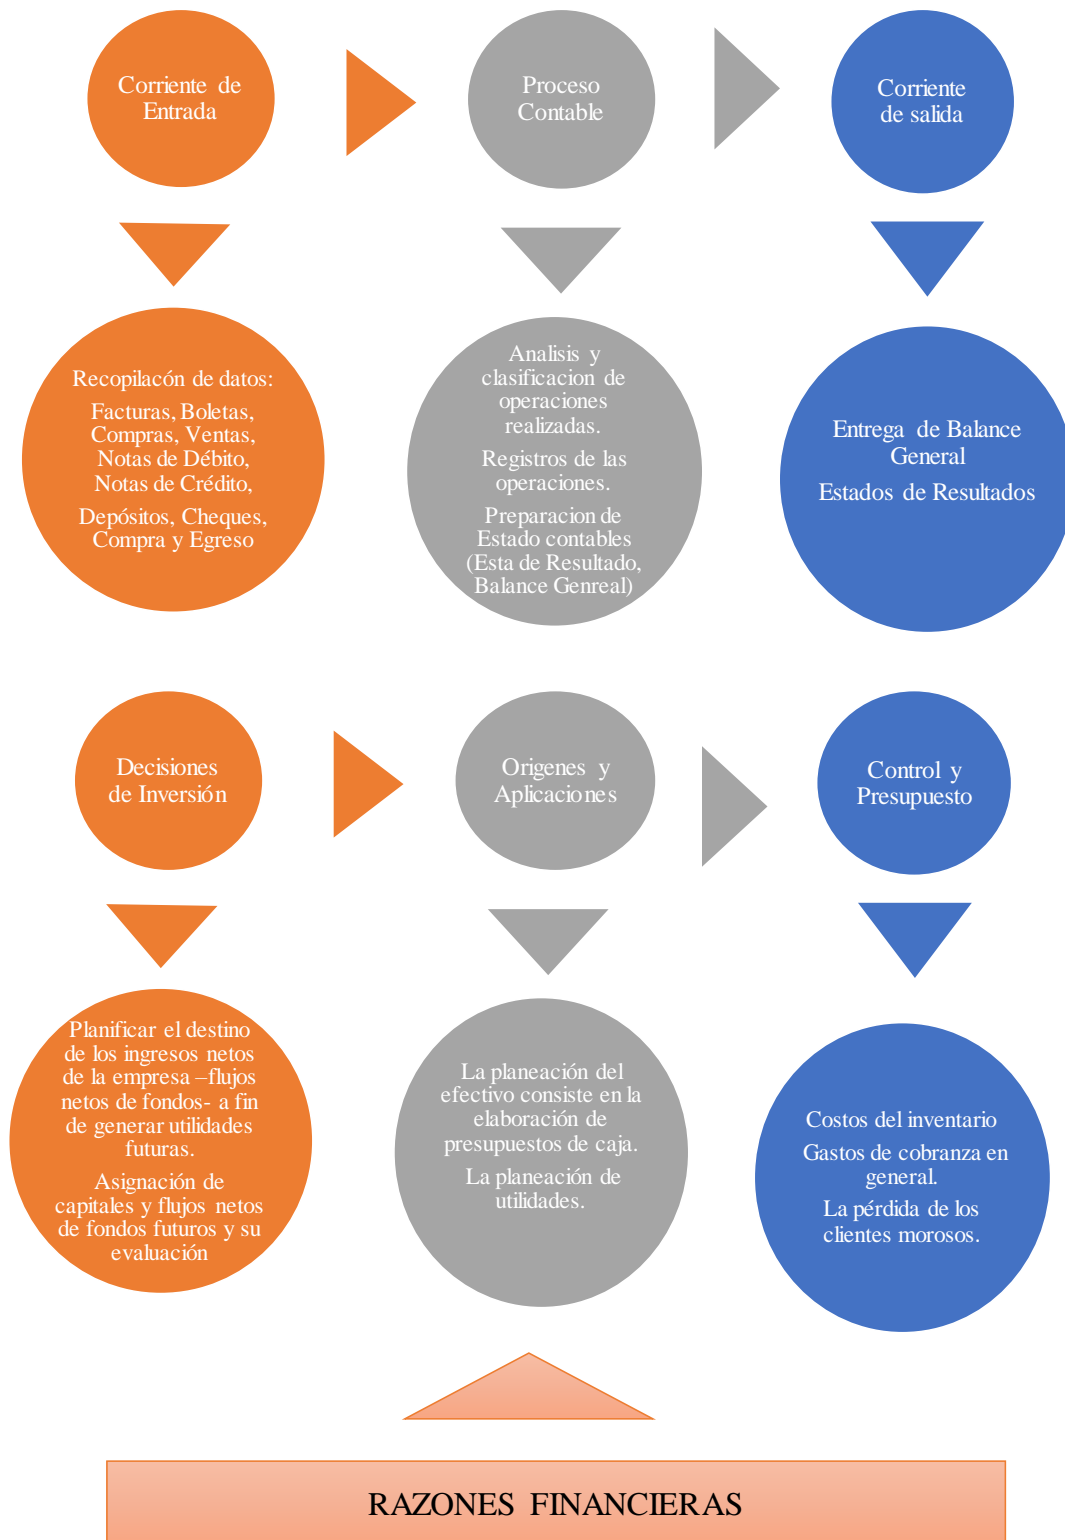 Corriente de
Entrada
Proceso
Contable
Corriente
de salida
Recopilacón de datos:
Facturas, Boletas,
Compras, Ventas,
Notas de Débito,
Notas de Crédito,
Depósitos, Cheques,
Compra y Egreso
Analisis y
clasificacion de
operaciones
realizadas.
Registros de las
operaciones.
Preparacion de
Estado contables
(Esta de Resultado,
Balance Genreal)
Entrega de Balance
General
Estados de Resultados
Decisiones
de Inversión
Origenes y
Aplicaciones
Control y
Presupuesto
Planificar el destino
de los ingresos netos
de la empresa –flujos
netos de fondos- a fin
de generar utilidades
futuras.
Asignación de
capitales y flujos netos
de fondos futuros y su
evaluación
La planeación del
efectivo consiste en la
elaboración de
presupuestos de caja.
La planeación de
utilidades.
Costos del inventario
Gastos de cobranza en
general.
La pérdida de los
clientes morosos.
RAZONES FINANCIERAS